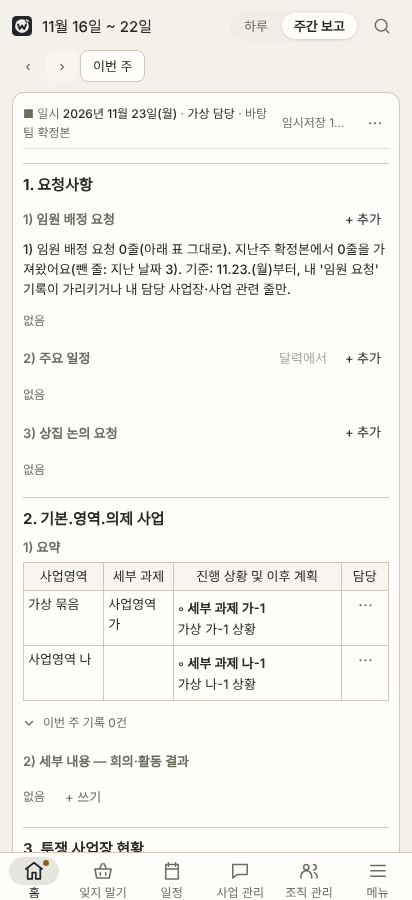 11월 16일 ~ 22일
하루 주간 보고
‹ › 이번 주
■ 일시 2026년 11월 23일(월) · 가상 담당 · 바탕
팀 확정본
임시저장 1... ···
1. 요청사항
1) 임원 배정 요청 + 추가
1) 임원 배정 요청 0줄(아래 표 그대로). 지난주 확정본에서 0줄을 가
져왔어요(뺀 줄: 지난 날짜 3). 기준: 11.23.(월)부터, 내 '임원 요청'
기록이 가리키거나 내 담당 사업장·사업 관련 줄만.
없음
2) 주요 일정 달력에서 + 추가
없음
3) 상집 논의 요청 + 추가
없음
2. 기본.영역.의제 사업
1) 요약
사업영역 세부 과제 진행 상황 및 이후 계획 담당
가상 묶음 사업영역 ∘ 세부 과제 가-1 ···
가 가상 가-1 상황
사업영역 나 ∘ 세부 과제 나-1 ···
가상 나-1 상황
이번 주 기록 0건
2) 세부 내용 — 회의·활동 결과
없음 + 쓰기
3. 투쟁 사업장 현황
홈 잊지 말기 일정 사업 관리 조직 관리 메뉴